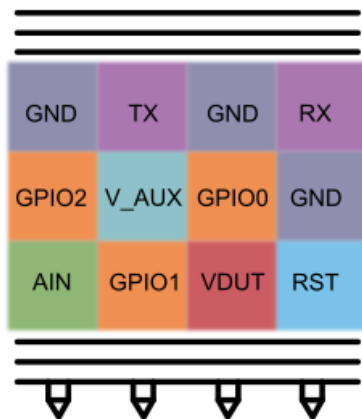 GND TX GND RX
GPIO2 V_AUX GPIO0 GND
AIN GPIO1 VDUT RST